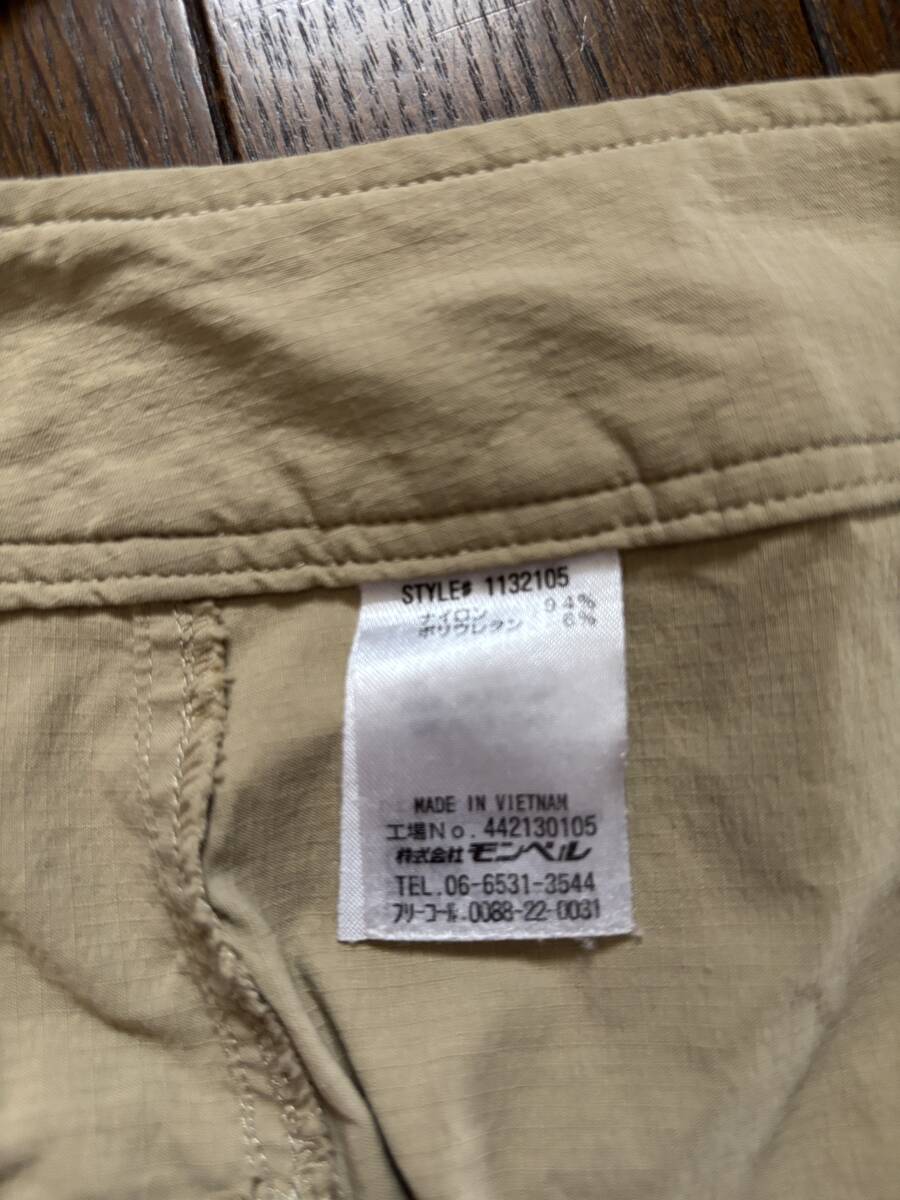 STYLE# 1132105
ナイロン 94%
ポリウレタン 6%
MADE IN VIETNAM
工場No. 442130105
株式会社 モンベル
TEL.06-6531-3544
フリーコール.0088-22-0031